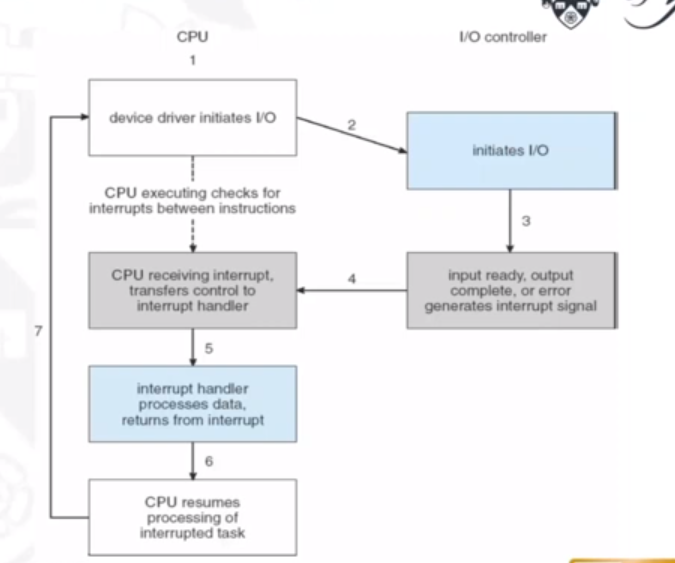 CPU
I/O controller
1
device driver initiates I/O
2
initiates I/O
CPU executing checks for
interrupts between instructions
3
CPU receiving interrupt,
transfers control to
interrupt handler
4
input ready, output
complete, or error
generates interrupt signal
7
5
interrupt handler
processes data,
returns from interrupt
6
CPU resumes
processing of
interrupted task